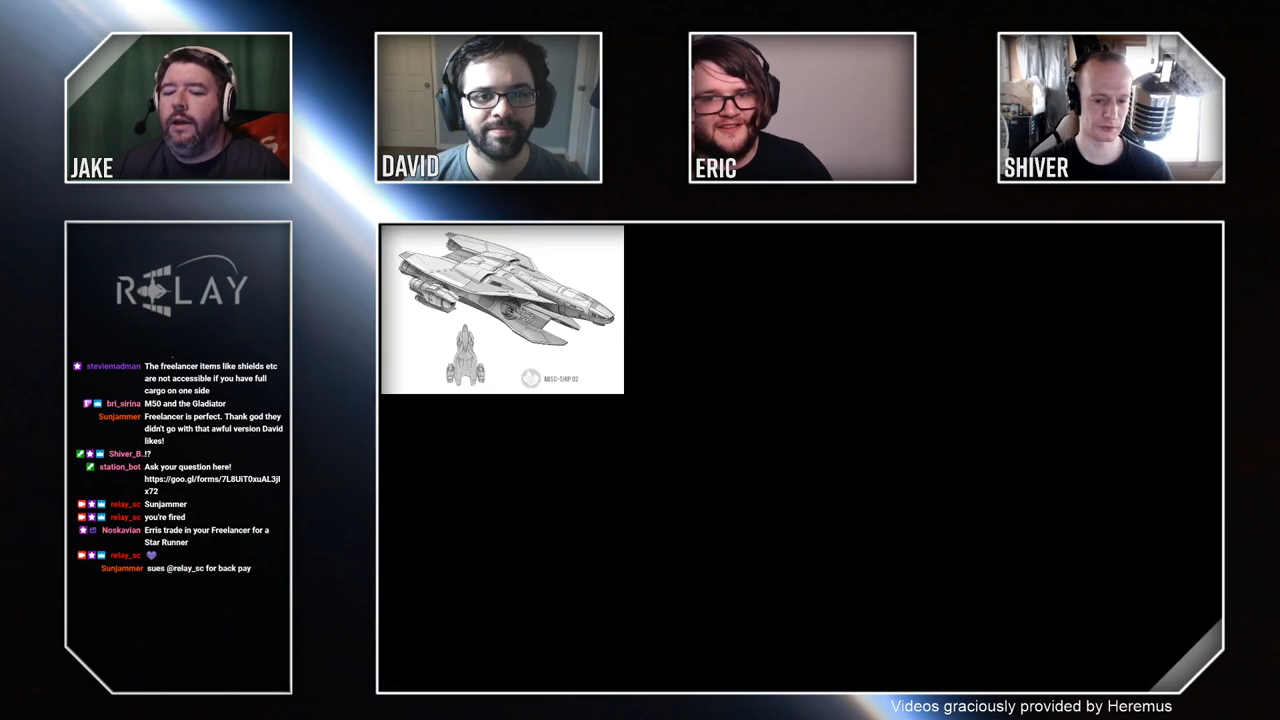 JAKE
DAVID
ERIC
SHIVER
RELAY
steviemadman The freelancer items like shields etc
are not accessible if you have full
cargo on one side
bri_sirina M50 and the Gladiator
Sunjammer Freelancer is perfect. Thank god they
didn't go with that awful version David
likes!
Shiver_B.. !?
station_bot Ask your question here!
https://goo.gl/forms/7L8UiT0xuAL3jl
x72
relay_sc Sunjammer
relay_sc you're fired
Noskavian Erris trade in your Freelancer for a
Star Runner
relay_sc 💜
Sunjammer sues @relay_sc for back pay
MISC-SHIP 02
Videos graciously provided by Heremus